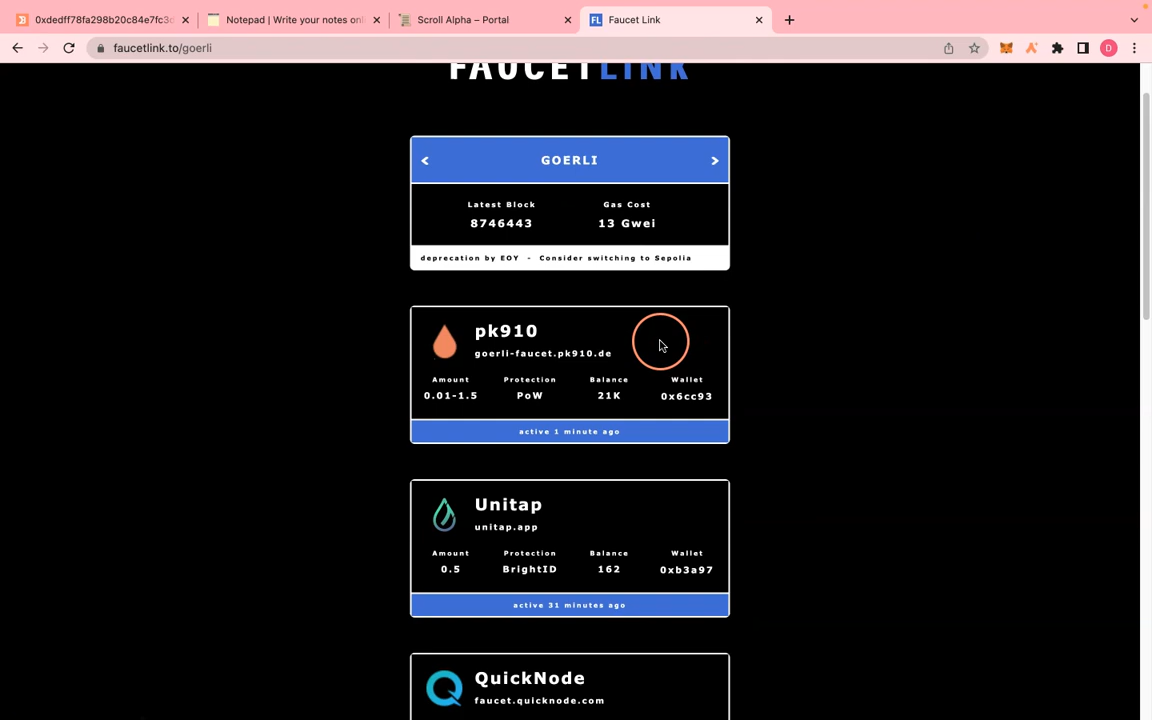 0xdedff78fa298b20c84e7fc3d
Notepad | Write your notes onli
Scroll Alpha – Portal
FL Faucet Link
faucetlink.to/goerli
D
FAUCETLINK
< GOERLI >
Latest Block Gas Cost
8746443 13 Gwei
deprecation by EOY - Consider switching to Sepolia
pk910
goerli-faucet.pk910.de
Amount Protection Balance Wallet
0.01-1.5 PoW 21K 0x6cc93
active 1 minute ago
Unitap
unitap.app
Amount Protection Balance Wallet
0.5 BrightID 162 0xb3a97
active 31 minutes ago
QuickNode
faucet.quicknode.com